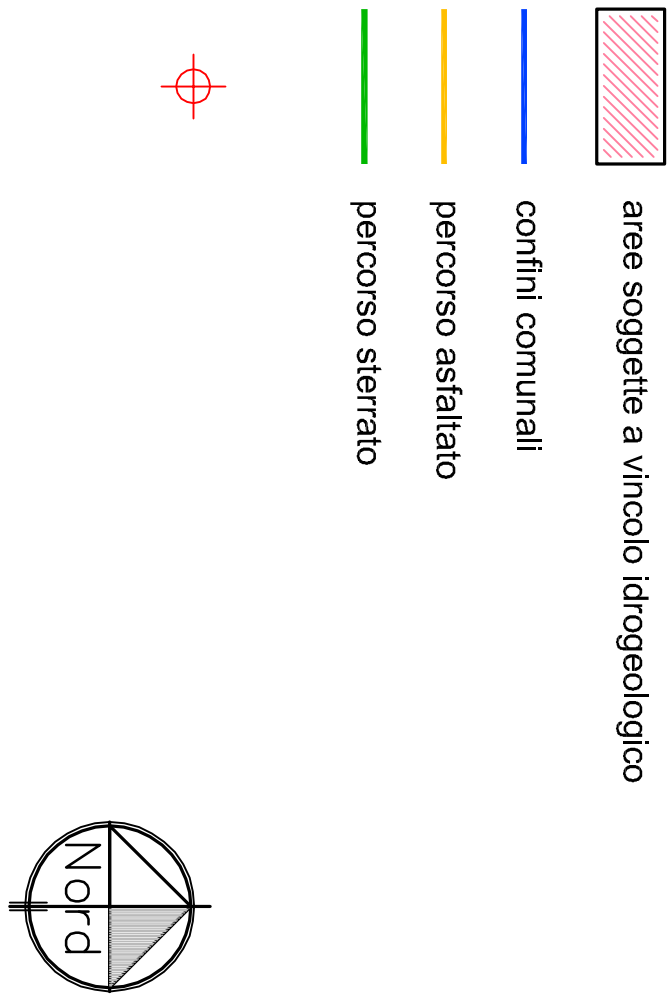 aree soggette a vincolo idrogeologico
confini comunali
percorso asfaltato
percorso sterrato
Nord